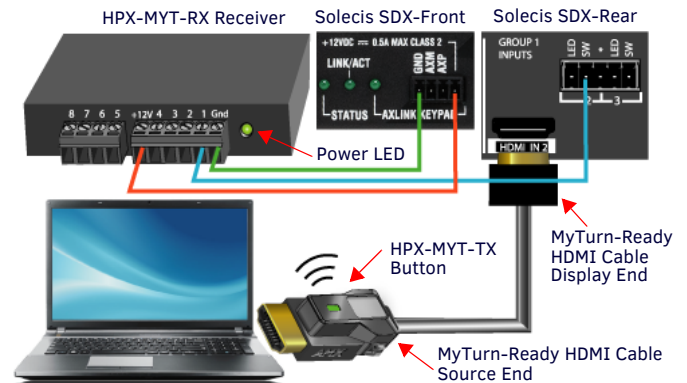 HPX-MYT-RX Receiver
Solecis SDX-Front
Solecis SDX-Rear
+12VDC ⎓ 0.5A MAX CLASS 2
LINK/ACT
GND
AXM
AXP
STATUS
AXLINK KEYPAD
GROUP 1
INPUTS
LED
SW
+
LED
SW
2
3
HDMI IN 2
8 7 6 5 +12V 4 3 2 1 Gnd
Power LED
HPX-MYT-TX
Button
MyTurn-Ready
HDMI Cable
Display End
AMX
MyTurn-Ready HDMI Cable
Source End